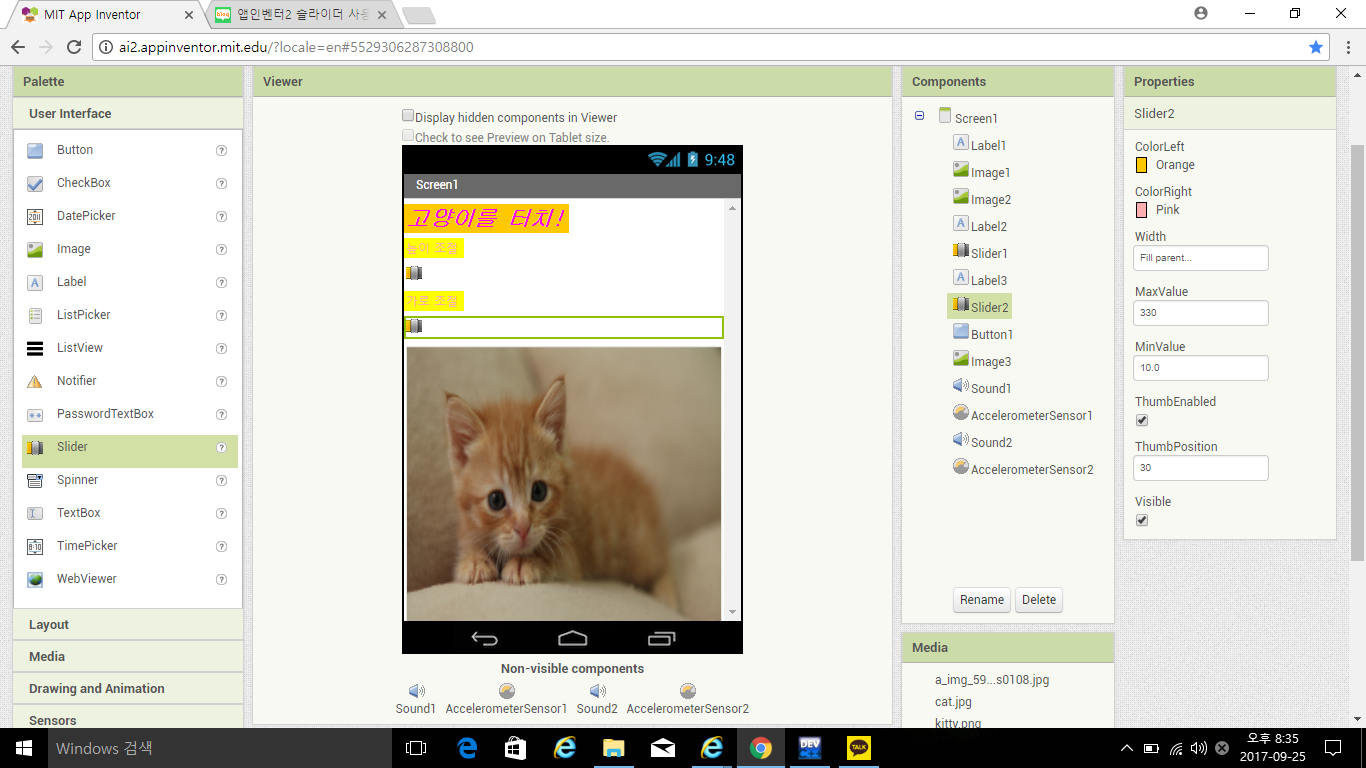 MIT App Inventor
앱인벤터2 슬라이더 사용
ai2.appinventor.mit.edu/?locale=en#5529306287308800
Palette
User Interface
Button
CheckBox
DatePicker
Image
Label
ListPicker
ListView
Notifier
PasswordTextBox
Slider
Spinner
TextBox
TimePicker
WebViewer
Layout
Media
Drawing and Animation
Sensors
Viewer
Display hidden components in Viewer
Check to see Preview on Tablet size.
9:48
Screen1
고양이를 터치!
높이 조절
가로 조절
Non-visible components
Sound1 AccelerometerSensor1 Sound2 AccelerometerSensor2
Components
Screen1
Label1
Image1
Image2
Label2
Slider1
Label3
Slider2
Button1
Image3
Sound1
AccelerometerSensor1
Sound2
AccelerometerSensor2
Rename Delete
Media
a_img_59...s0108.jpg
cat.jpg
kitty.png
Properties
Slider2
ColorLeft
Orange
ColorRight
Pink
Width
Fill parent...
MaxValue
330
MinValue
10.0
ThumbEnabled
ThumbPosition
30
Visible
Windows 검색
DEV
TALK
오후 8:35
2017-09-25